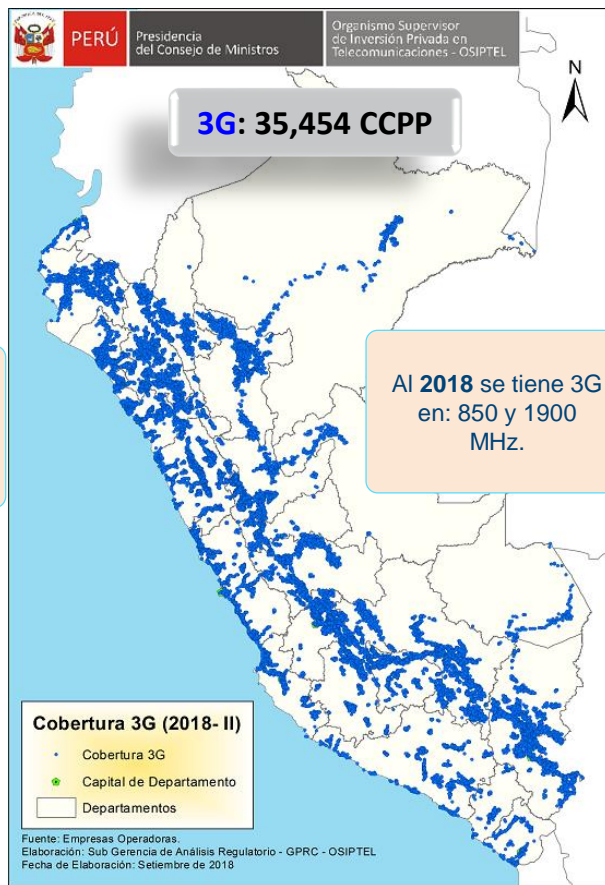 PERÚ
Presidencia
del Consejo de Ministros
Organismo Supervisor
de Inversión Privada en
Telecomunicaciones - OSIPTEL
N
3G: 35,454 CCPP
Al 2018 se tiene 3G
en: 850 y 1900
MHz.
Cobertura 3G (2018- II)
Cobertura 3G
Capital de Departamento
Departamentos
Fuente: Empresas Operadoras.
Elaboración: Sub Gerencia de Análisis Regulatorio - GPRC - OSIPTEL
Fecha de Elaboración: Setiembre de 2018